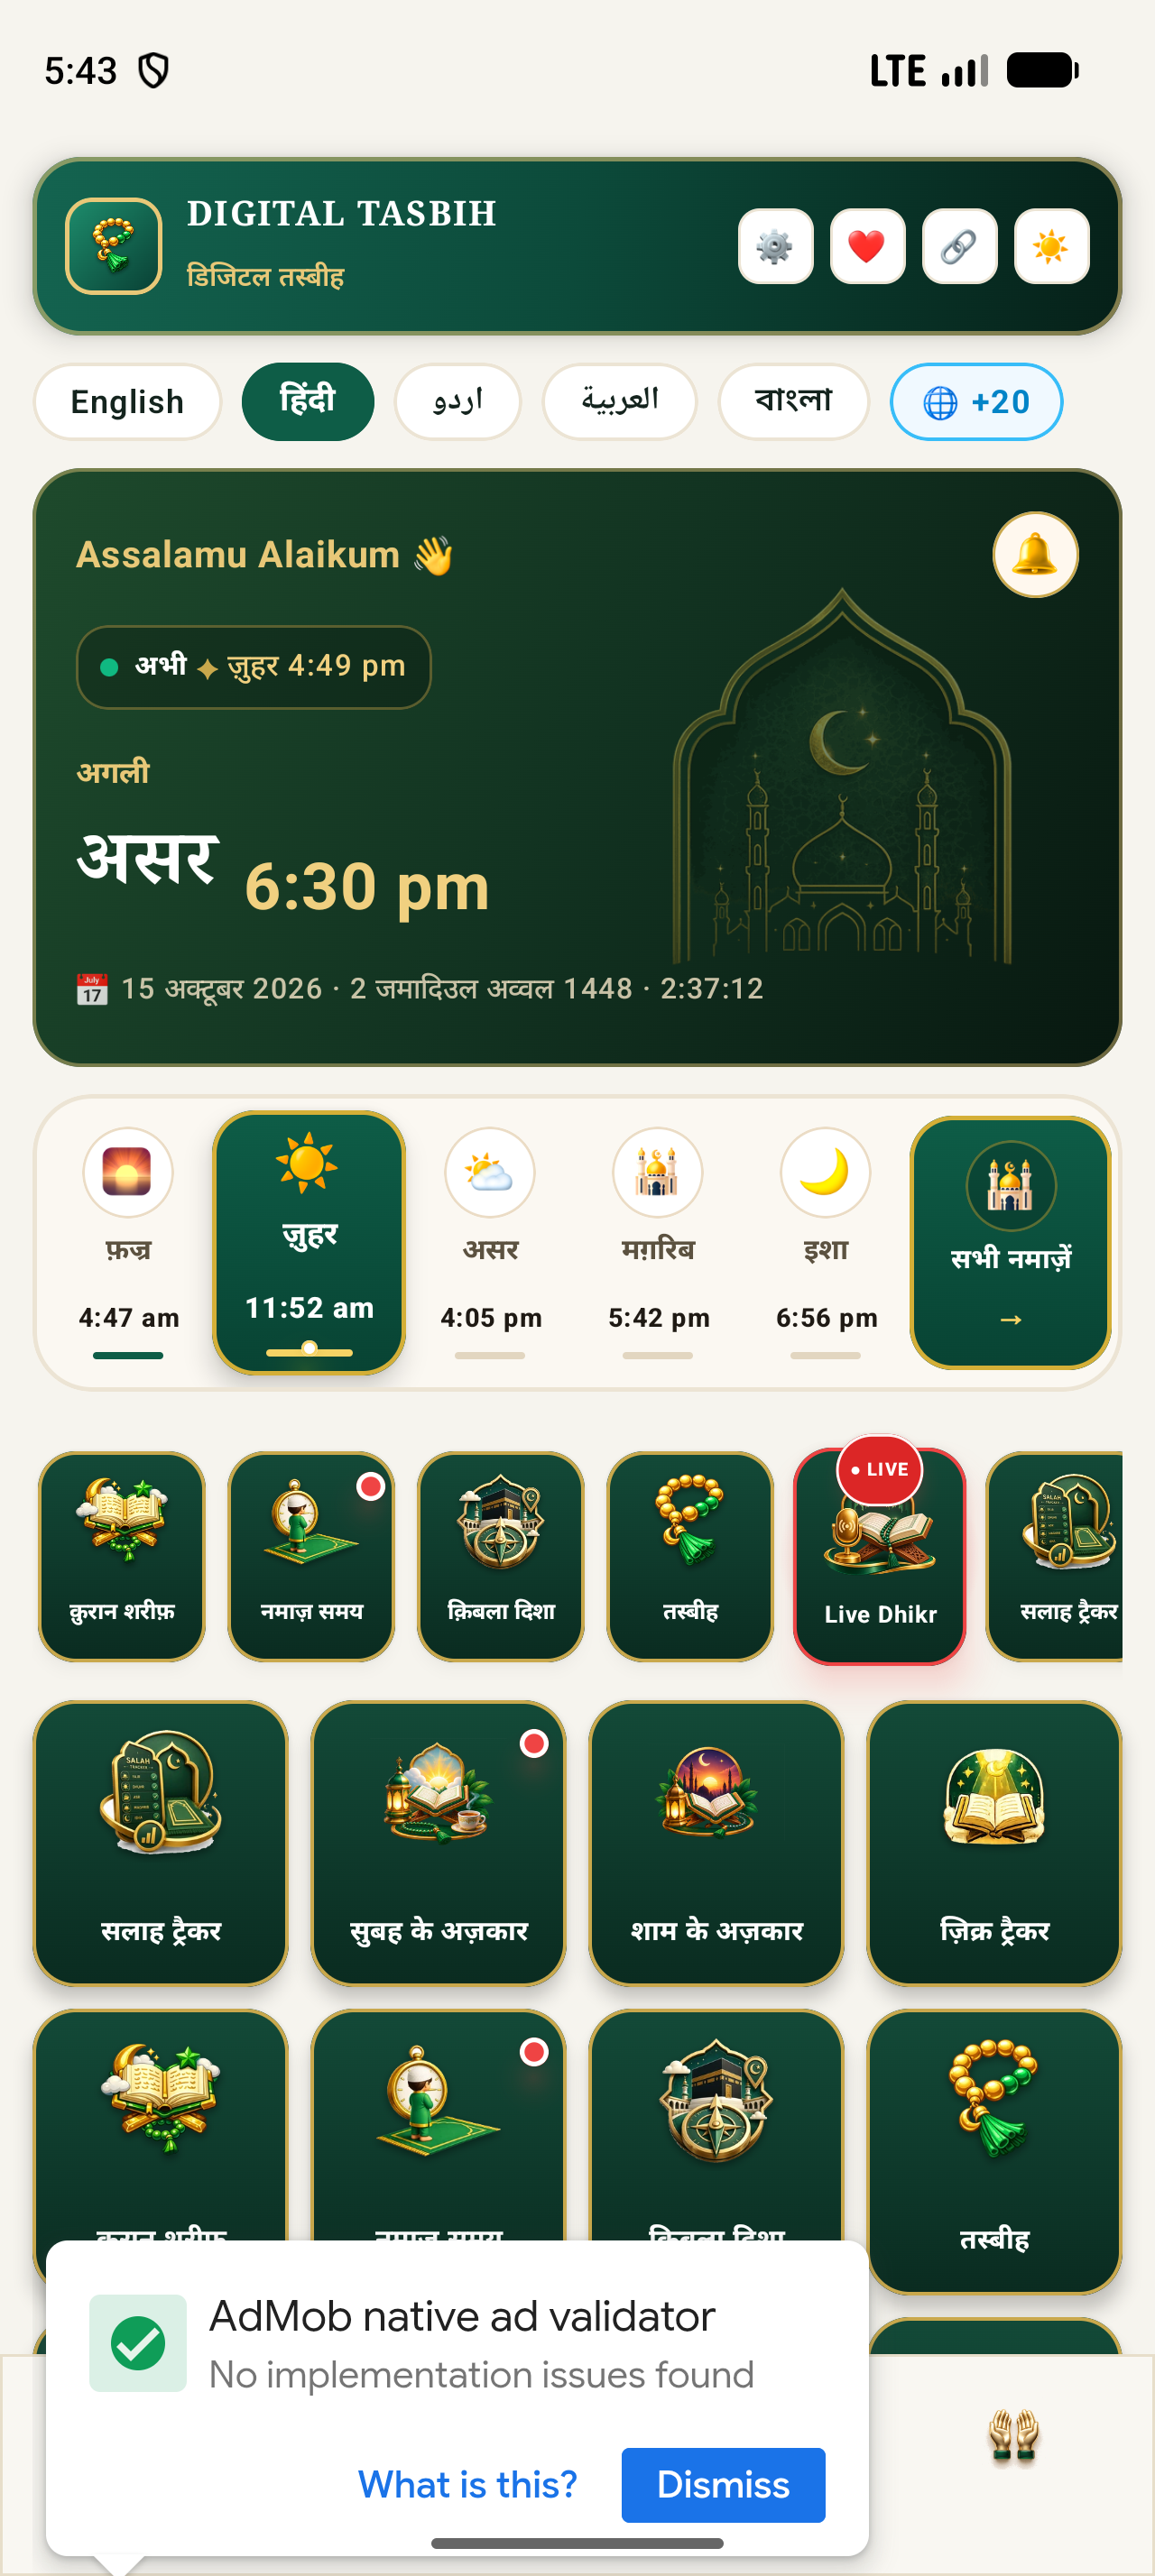 5:43
LTE
DIGITAL TASBIH
डिजिटल तस्बीह
English
हिंदी
اردو
العربية
বাংলা
+20
Assalamu Alaikum 👋
अभी ✦ ज़ुहर 4:49 pm
अगली
असर 6:30 pm
15 अक्टूबर 2026 · 2 जमादिउल अव्वल 1448 · 2:37:12
फ़ज्र
4:47 am
ज़ुहर
11:52 am
असर
4:05 pm
मग़रिब
5:42 pm
इशा
6:56 pm
सभी नमाज़ें
→
क़ुरान शरीफ़
नमाज़ समय
क़िबला दिशा
तस्बीह
• LIVE
Live Dhikr
सलाह ट्रैकर
सलाह ट्रैकर
सुबह के अज़कार
शाम के अज़कार
ज़िक्र ट्रैकर
तस्बीह
AdMob native ad validator
No implementation issues found
What is this?
Dismiss